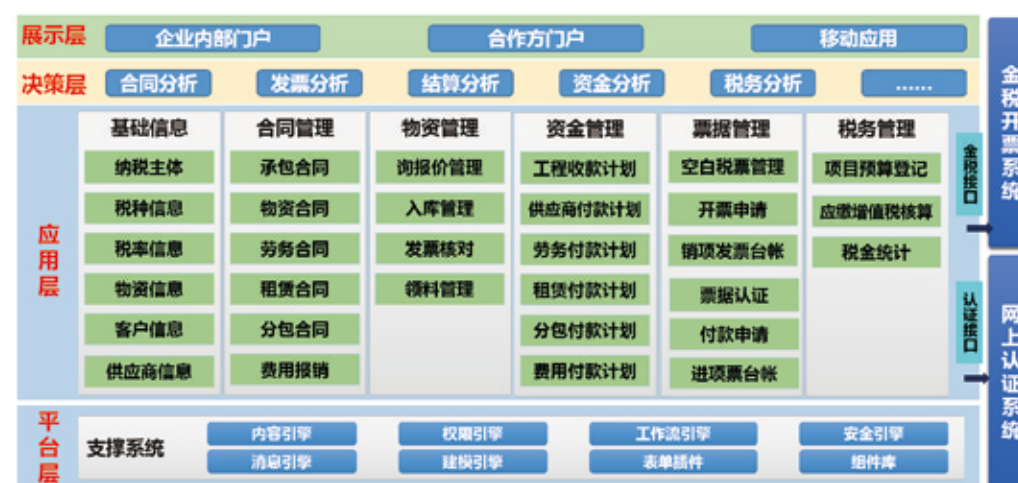 展示层
企业内部门户
合作方门户
移动应用
决策层
合同分析
发票分析
结算分析
资金分析
税务分析
……
应用层
基础信息
纳税主体
税种信息
税率信息
物资信息
客户信息
供应商信息
合同管理
承包合同
物资合同
劳务合同
租赁合同
分包合同
费用报销
物资管理
询报价管理
入库管理
发票核对
领料管理
资金管理
工程收款计划
供应商付款计划
劳务付款计划
租赁付款计划
分包付款计划
费用付款计划
票据管理
空白税票管理
开票申请
销项发票台帐
票据认证
付款申请
进项票台帐
税务管理
项目预算登记
应缴增值税核算
税金统计
金税接口
认证接口
金税开票系统
网上认证系统
平台层
支撑系统
内容引擎
权限引擎
工作流引擎
安全引擎
消息引擎
建模引擎
表单插件
组件库